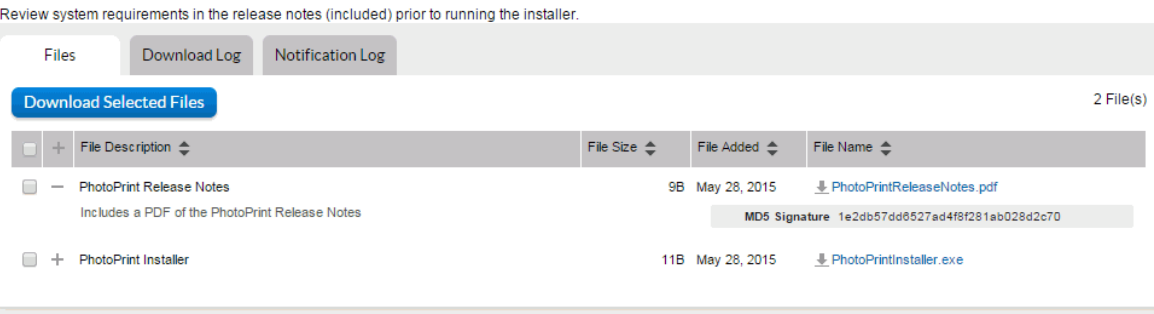 Review system requirements in the release notes (included) prior to running the installer.
Files Download Log Notification Log
Download Selected Files 2 File(s)
File Description File Size File Added File Name
PhotoPrint Release Notes 9B May 28, 2015 PhotoPrintReleaseNotes.pdf
Includes a PDF of the PhotoPrint Release Notes MD5 Signature 1e2db57dd6527ad4f8f281ab028d2c70
PhotoPrint Installer 11B May 28, 2015 PhotoPrintInstaller.exe